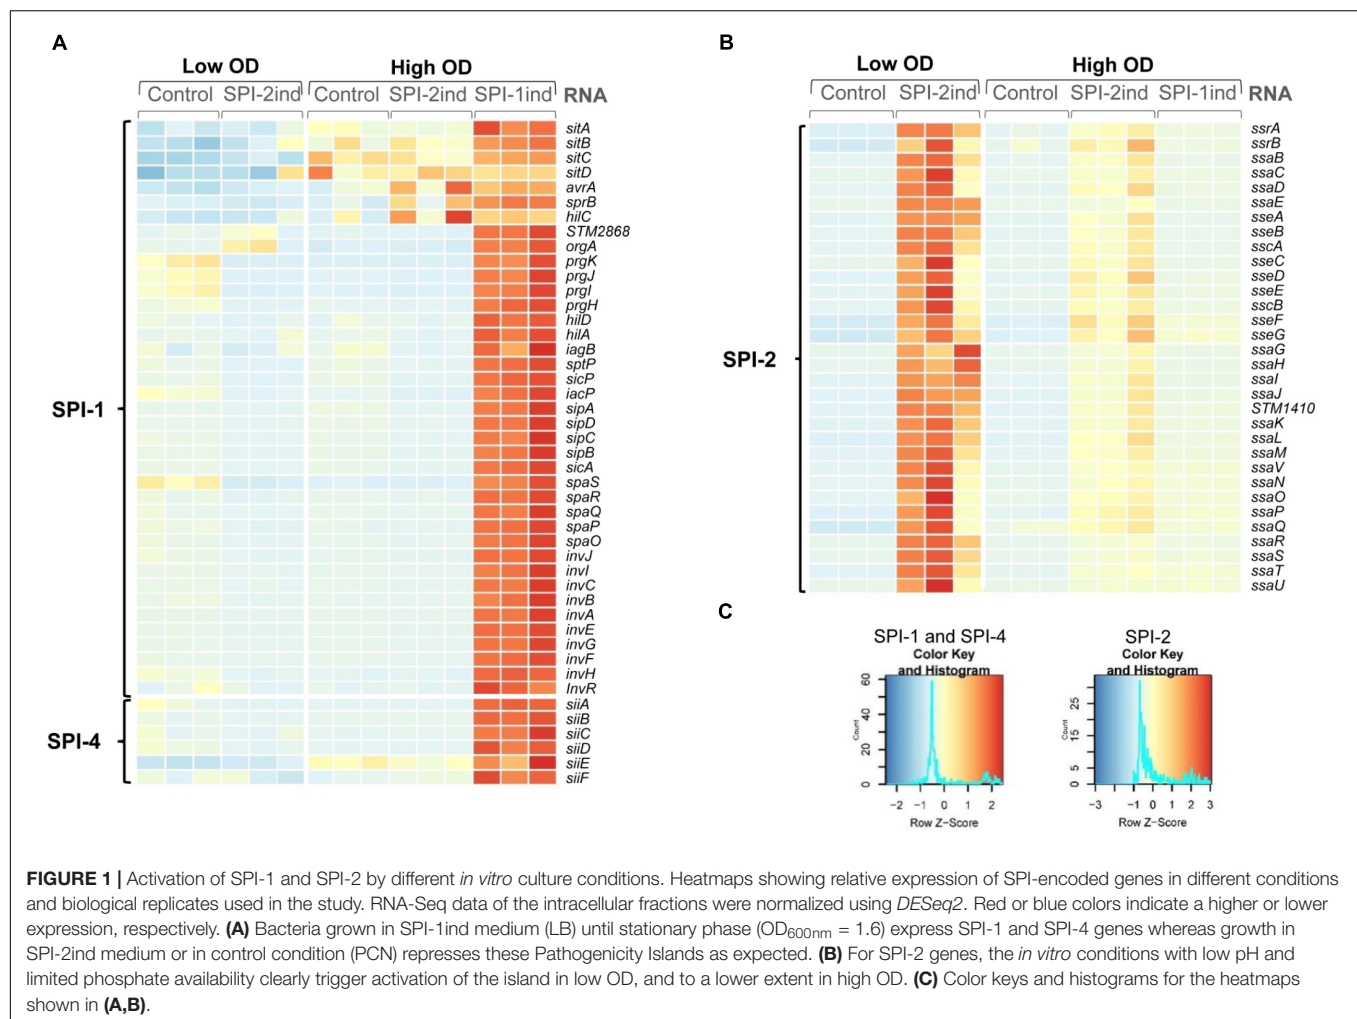 A
Low OD
High OD
Control
SPI-2ind
Control
SPI-2ind
SPI-1ind
RNA
SPI-1
sitA
sitB
sitC
sitD
avrA
sprB
hilC
STM2868
orgA
prgK
prgJ
prgI
prgH
hilD
hilA
iagB
sptP
sicP
iacP
sipA
sipD
sipC
sipB
sicA
spaS
spaR
spaQ
spaP
spaO
invJ
invI
invC
invB
invA
invE
invG
invF
invH
InvR
SPI-4
siiA
siiB
siiC
siiD
siiE
siiF
B
Low OD
High OD
Control
SPI-2ind
Control
SPI-2ind
SPI-1ind
RNA
SPI-2
ssrA
ssrB
ssaB
ssaC
ssaD
ssaE
sseA
sseB
sscA
sseC
sseD
sseE
sscB
sseF
sseG
ssaG
ssaH
ssaI
ssaJ
STM1410
ssaK
ssaL
ssaM
ssaV
ssaN
ssaO
ssaP
ssaQ
ssaR
ssaS
ssaT
ssaU
C
SPI-1 and SPI-4
Color Key
and Histogram
Count
60
40
20
0
−2 −1 0 1 2
Row Z−Score
SPI-2
Color Key
and Histogram
Count
25
15
5
0
−3 −1 0 1 2 3
Row Z−Score
FIGURE 1 | Activation of SPI-1 and SPI-2 by different in vitro culture conditions. Heatmaps showing relative expression of SPI-encoded genes in different conditions
and biological replicates used in the study. RNA-Seq data of the intracellular fractions were normalized using DESeq2. Red or blue colors indicate a higher or lower
expression, respectively. (A) Bacteria grown in SPI-1ind medium (LB) until stationary phase (OD600nm = 1.6) express SPI-1 and SPI-4 genes whereas growth in
SPI-2ind medium or in control condition (PCN) represses these Pathogenicity Islands as expected. (B) For SPI-2 genes, the in vitro conditions with low pH and
limited phosphate availability clearly trigger activation of the island in low OD, and to a lower extent in high OD. (C) Color keys and histograms for the heatmaps
shown in (A,B).